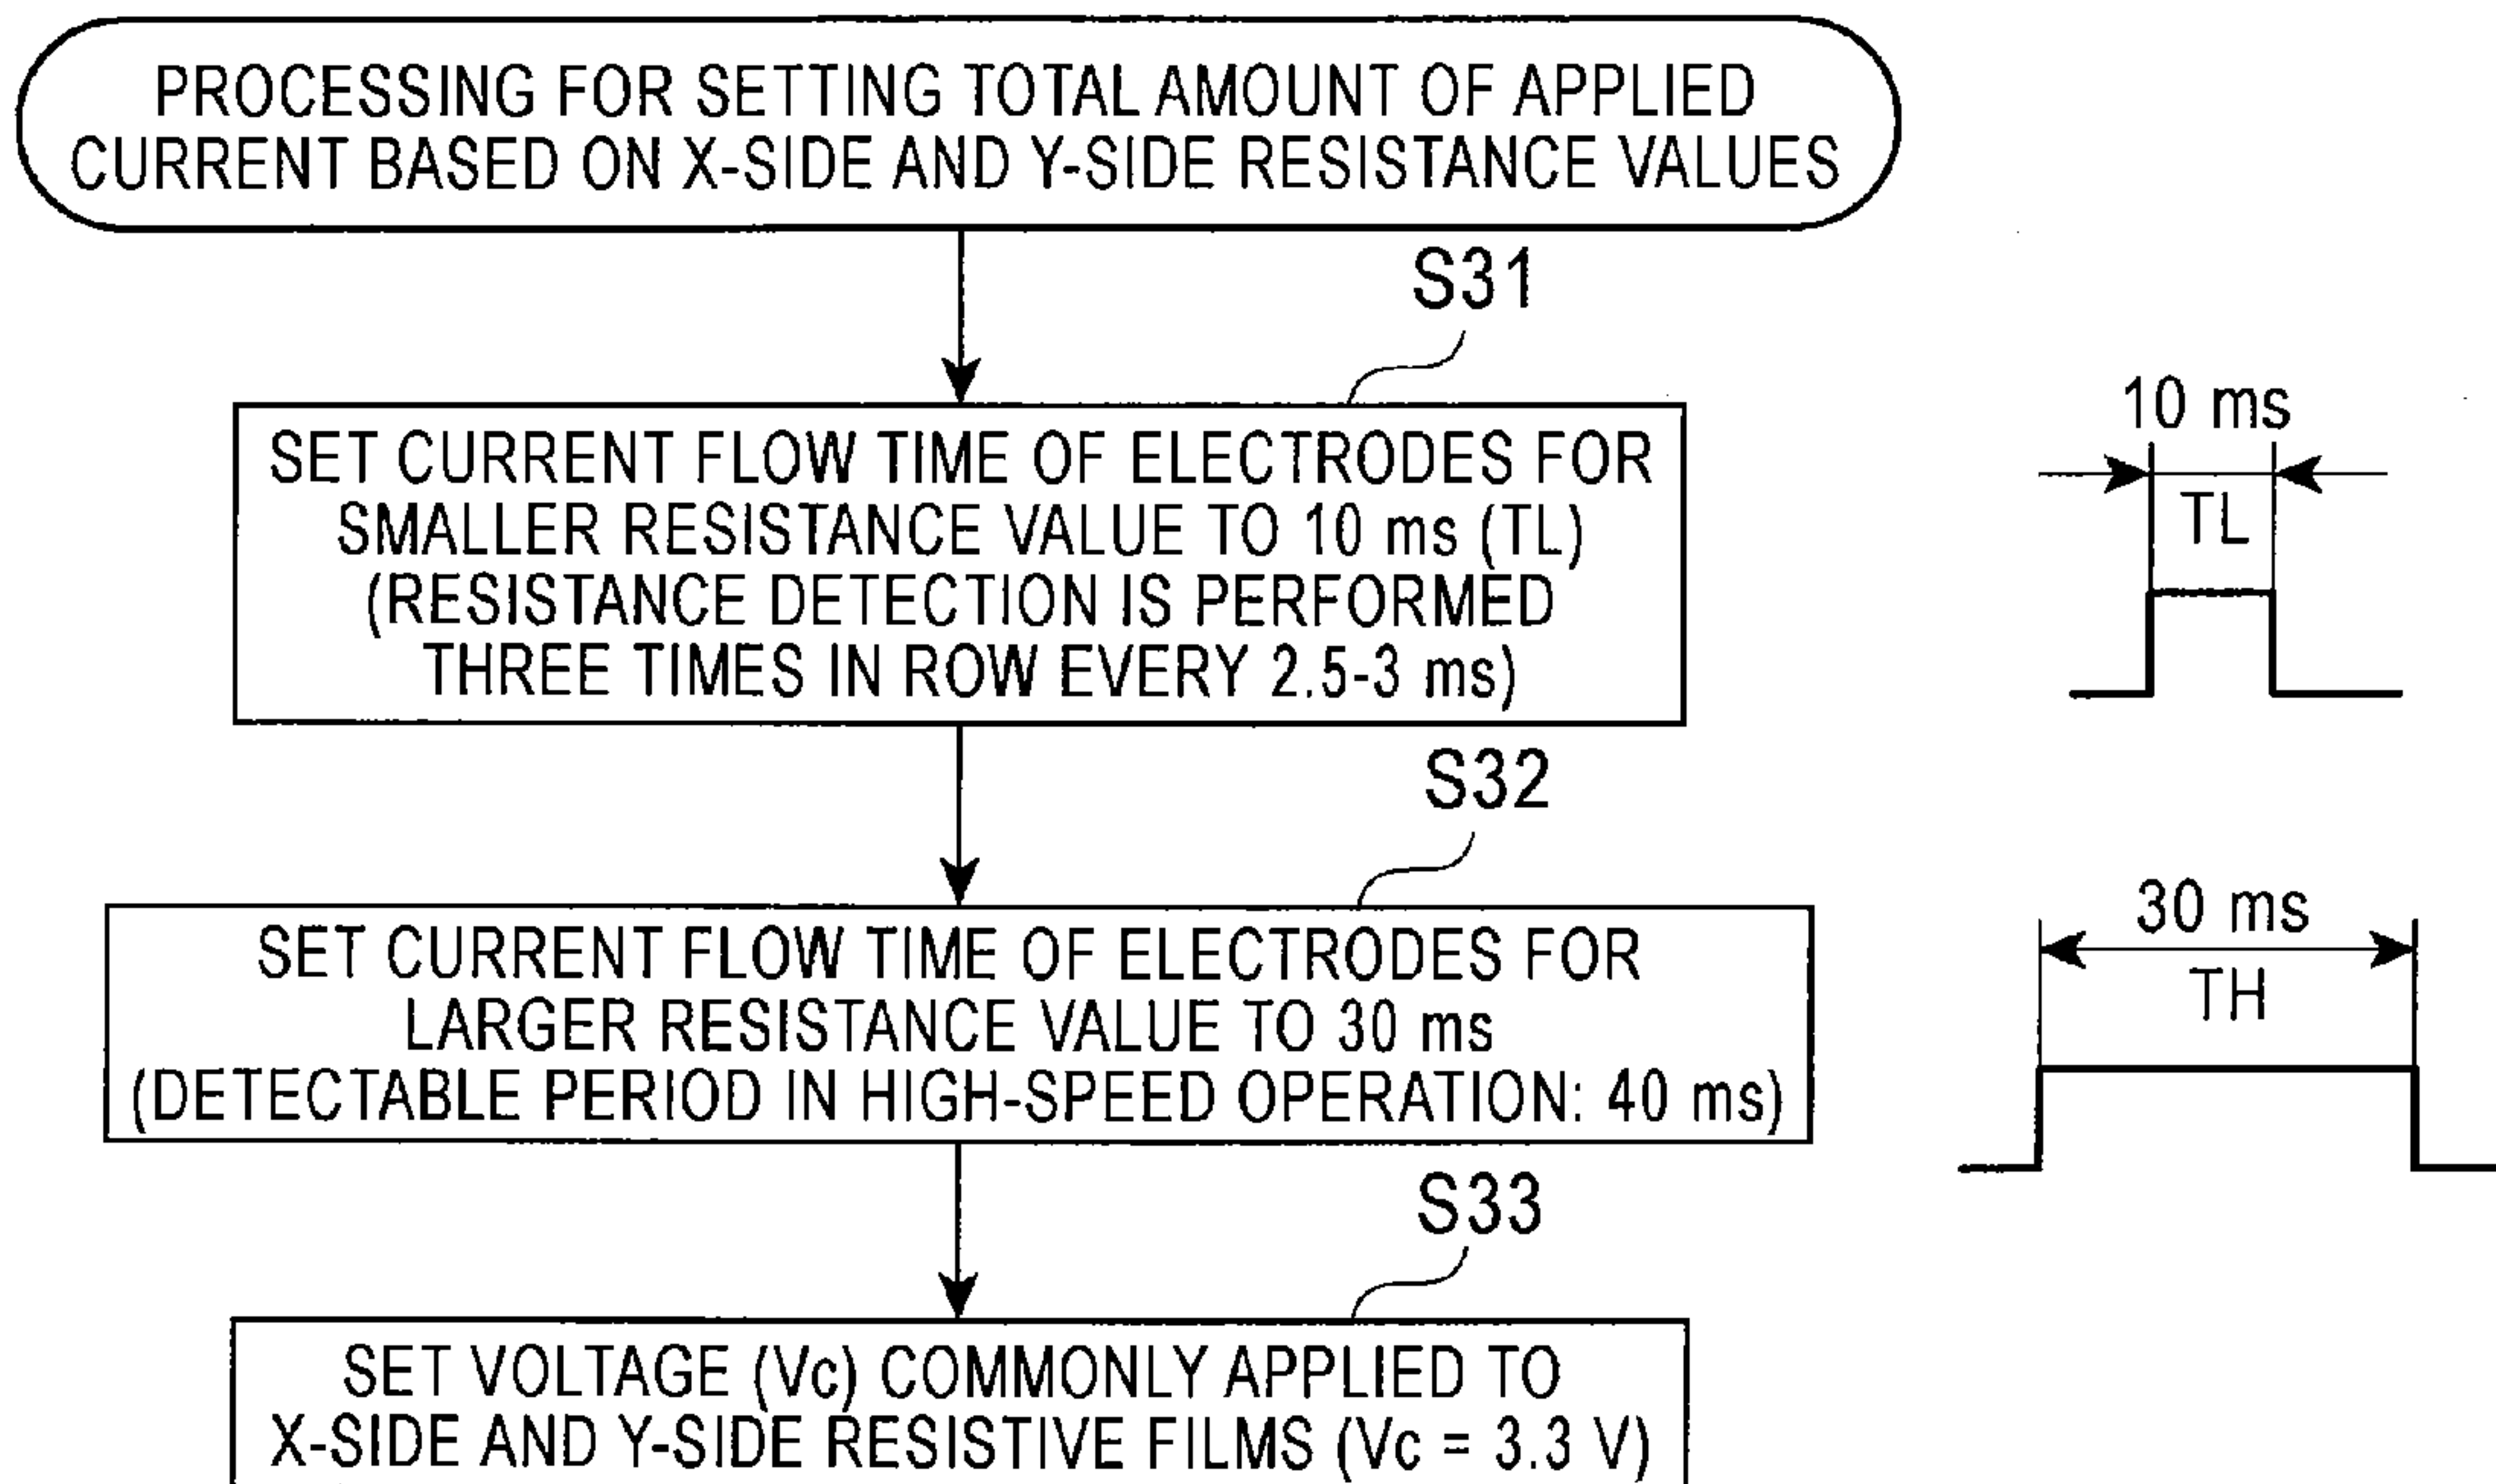 PROCESSING FOR SETTING TOTAL AMOUNT OF APPLIED
CURRENT BASED ON X-SIDE AND Y-SIDE RESISTANCE VALUES
S31
SET CURRENT FLOW TIME OF ELECTRODES FOR
SMALLER RESISTANCE VALUE TO 10 ms (TL)
(RESISTANCE DETECTION IS PERFORMED
THREE TIMES IN ROW EVERY 2.5-3 ms)
10 ms
TL
S32
SET CURRENT FLOW TIME OF ELECTRODES FOR
LARGER RESISTANCE VALUE TO 30 ms
(DETECTABLE PERIOD IN HIGH-SPEED OPERATION: 40 ms)
30 ms
TH
S33
SET VOLTAGE (Vc) COMMONLY APPLIED TO
X-SIDE AND Y-SIDE RESISTIVE FILMS (Vc = 3.3 V)